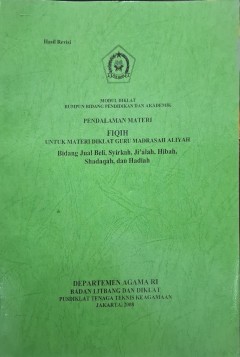 Hasil Revisi
MODUL DIKLAT
RUMPUN BIDANG PENDIDIKAN DAN AKADEMIK
PENDALAMAN MATERI
FIQIH
UNTUK MATERI DIKLAT GURU MADRASAH ALIYAH
Bidang Jual Beli, Syirkah, Ji'alah, Hibah,
Shadaqah, dan Hadiah
DEPARTEMEN AGAMA RI
BADAN LITBANG DAN DIKLAT
PUSDIKLAT TENAGA TEKNIS KEAGAMAAN
JAKARTA-2008